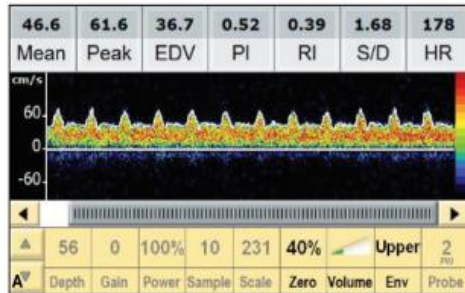 46.6 61.6 36.7 0.52 0.39 1.68 178
Mean Peak EDV PI RI S/D HR
cm/s
60
0
-60
56 0 100% 10 231 40% Upper 2
PW
A Depth Gain Power Sample Scale Zero Volume Env Probe